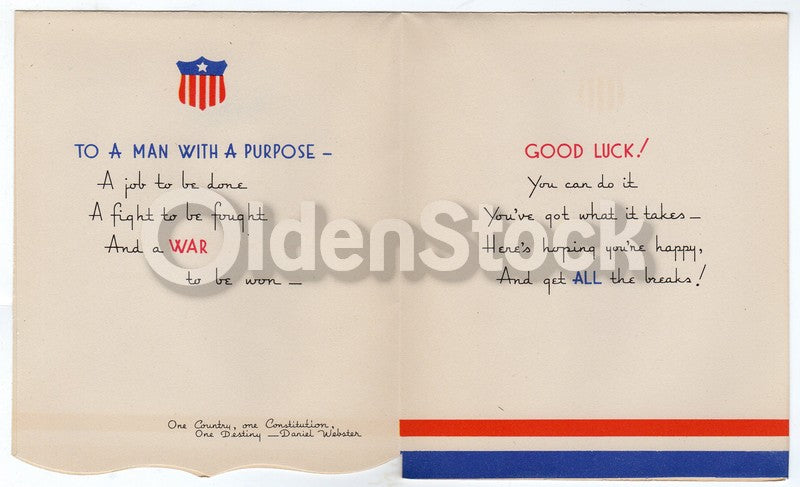 TO A MAN WITH A PURPOSE –
A job to be done
A fight to be fought
And a WAR
to be won –
One Country, one Constitution,
One Destiny – Daniel Webster
GOOD LUCK!
You can do it
You've got what it takes –
Here's hoping you're happy,
And get ALL the breaks!
OldenStock